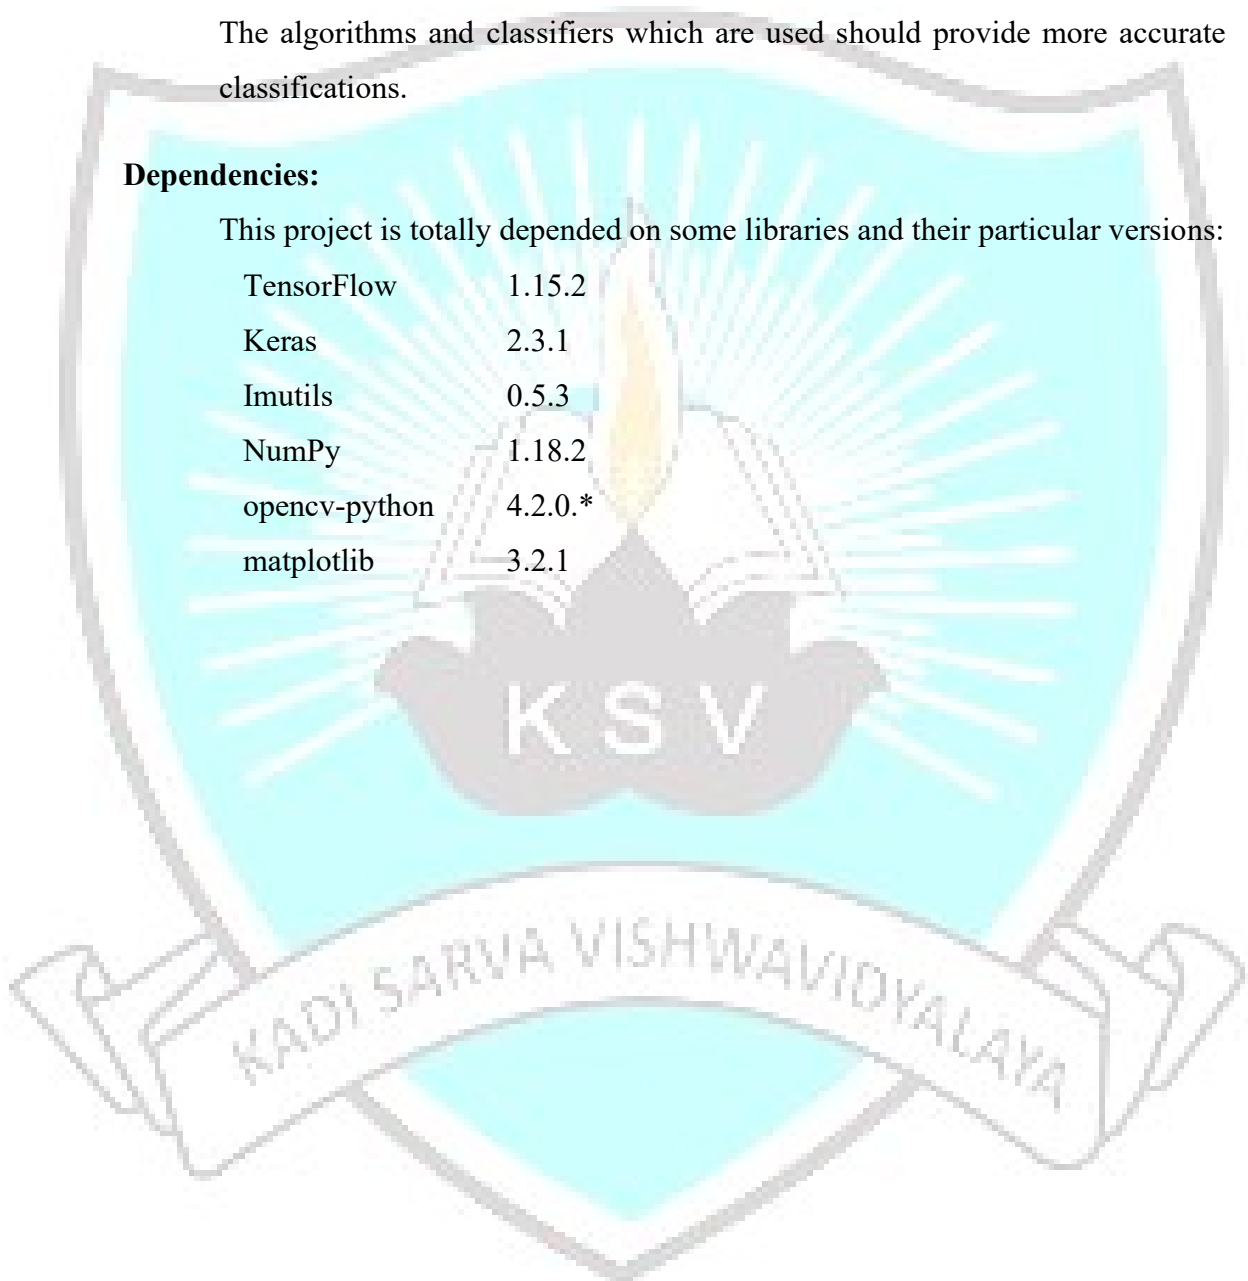 The algorithms and classifiers which are used should provide more accurate
classifications.
Dependencies:
This project is totally depended on some libraries and their particular versions:
TensorFlow 1.15.2
Keras 2.3.1
Imutils 0.5.3
NumPy 1.18.2
opencv-python 4.2.0.*
matplotlib 3.2.1
K S V
KADI SARVA VISHWAVIDYALAYA